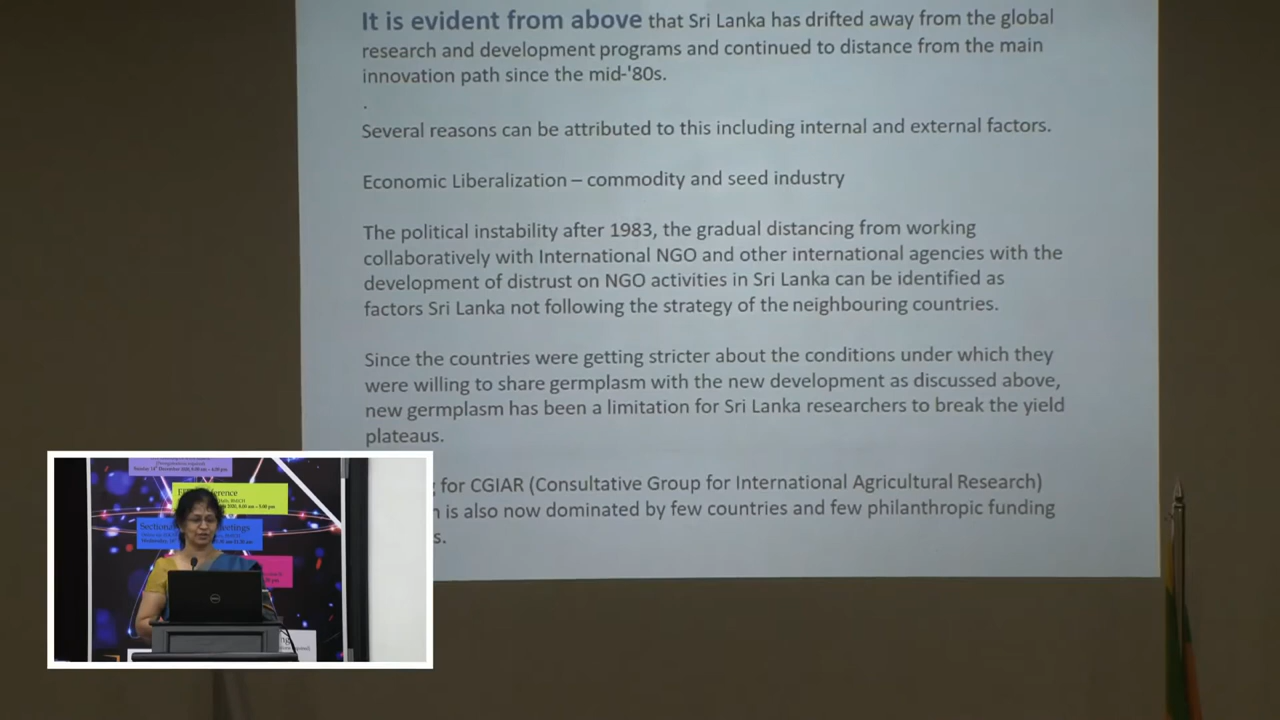 It is evident from above that Sri Lanka has drifted away from the global
research and development programs and continued to distance from the main
innovation path since the mid-'80s.
.
Several reasons can be attributed to this including internal and external factors.
Economic Liberalization – commodity and seed industry
The political instability after 1983, the gradual distancing from working
collaboratively with International NGO and other international agencies with the
development of distrust on NGO activities in Sri Lanka can be identified as
factors Sri Lanka not following the strategy of the neighbouring countries.
Since the countries were getting stricter about the conditions under which they
were willing to share germplasm with the new development as discussed above,
new germplasm has been a limitation for Sri Lanka researchers to break the yield
plateaus.
for CGIAR (Consultative Group for International Agricultural Research)
is also now dominated by few countries and few philanthropic funding
s.